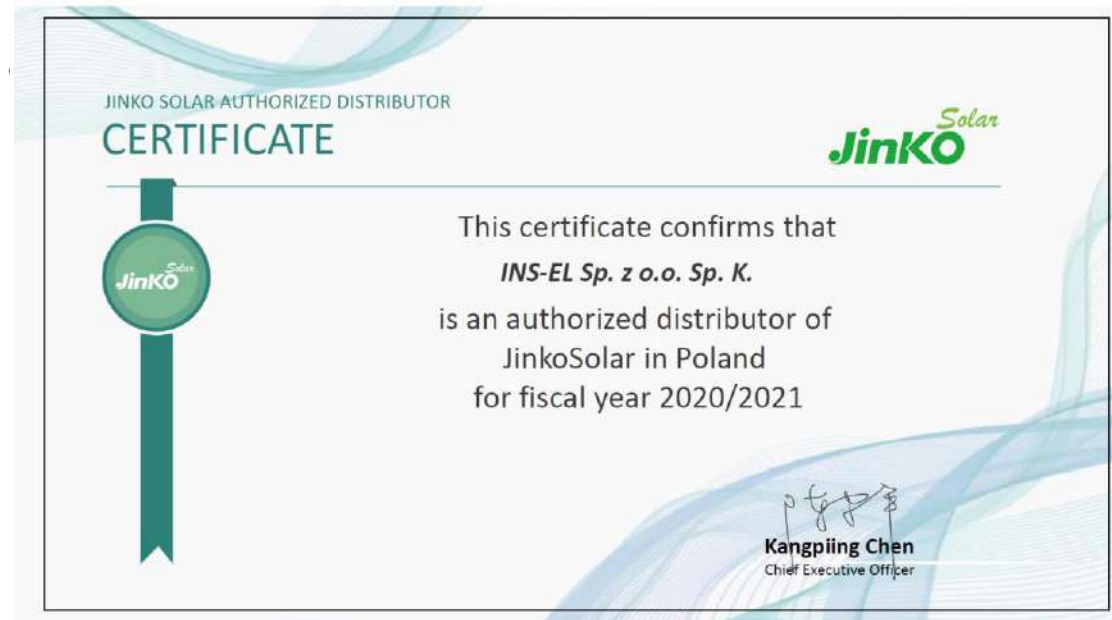 JINKO SOLAR AUTHORIZED DISTRIBUTOR
CERTIFICATE
JinKO Solar
JinKO Solar
This certificate confirms that
INS-EL Sp. z o.o. Sp. K.
is an authorized distributor of
JinkoSolar in Poland
for fiscal year 2020/2021
Kangpiing Chen
Chief Executive Officer